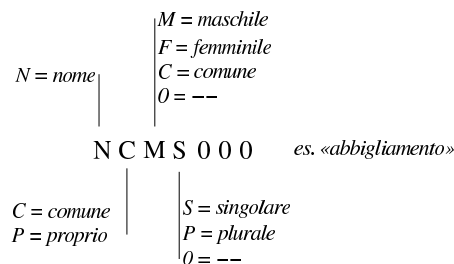 M = maschile
F = femminile
C = comune
0 = --
N = nome
N C M S 0 0 0
es. «abbigliamento»
C = comune
P = proprio
S = singolare
P = plurale
0 = --